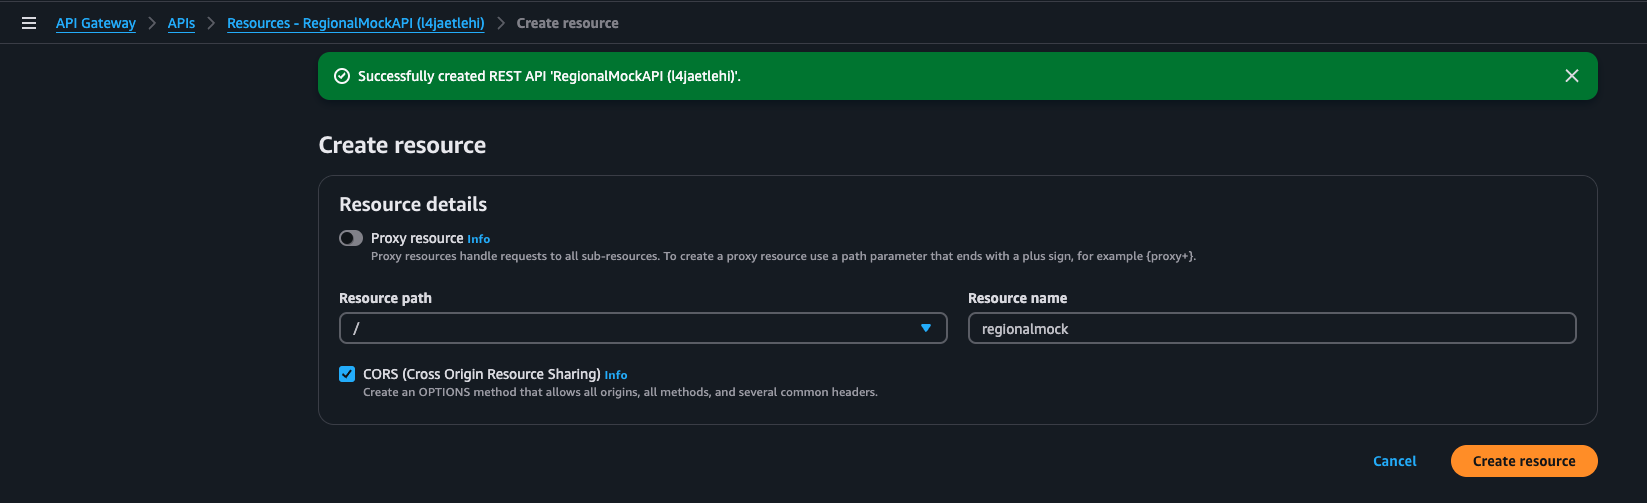 API Gateway > APIs > Resources - RegionalMockAPI (l4jaetlehi) > Create resource
Successfully created REST API 'RegionalMockAPI (l4jaetlehi)'.
Create resource
Resource details
Proxy resource Info
Proxy resources handle requests to all sub-resources. To create a proxy resource use a path parameter that ends with a plus sign, for example {proxy+}.
Resource path
/
Resource name
regionalmock
CORS (Cross Origin Resource Sharing) Info
Create an OPTIONS method that allows all origins, all methods, and several common headers.
Cancel
Create resource